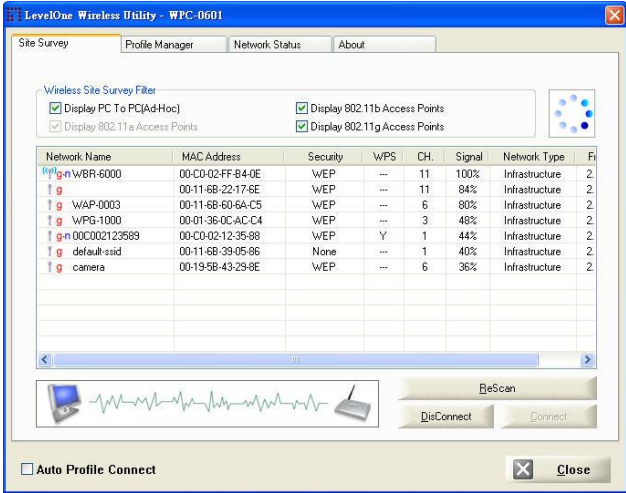 LevelOne Wireless Utility - WPC-0601
Site Survey Profile Manager Network Status About
Wireless Site Survey Filter
Display PC To PC(Ad-Hoc) Display 802.11b Access Points
Display 802.11a Access Points Display 802.11g Access Points
Network Name MAC Address Security WPS CH. Signal Network Type
g-n WBR-6000 00-C0-02-FF-B4-0E WEP --- 11 100% Infrastructure 2.
g 00-11-6B-22-17-6E WEP --- 11 84% Infrastructure 2.
g WAP-0003 00-11-6B-60-6A-C5 WEP --- 6 80% Infrastructure 2.
g WPG-1000 00-01-36-0C-AC-C4 WEP --- 3 48% Infrastructure 2.
g-n 00C002123589 00-C0-02-12-35-88 WEP Y 1 44% Infrastructure 2.
g default-ssid 00-11-6B-39-05-86 None --- 1 40% Infrastructure 2.
g camera 00-19-5B-43-29-8E WEP --- 6 36% Infrastructure 2.
ReScan
DisConnect Connect
Auto Profile Connect Close